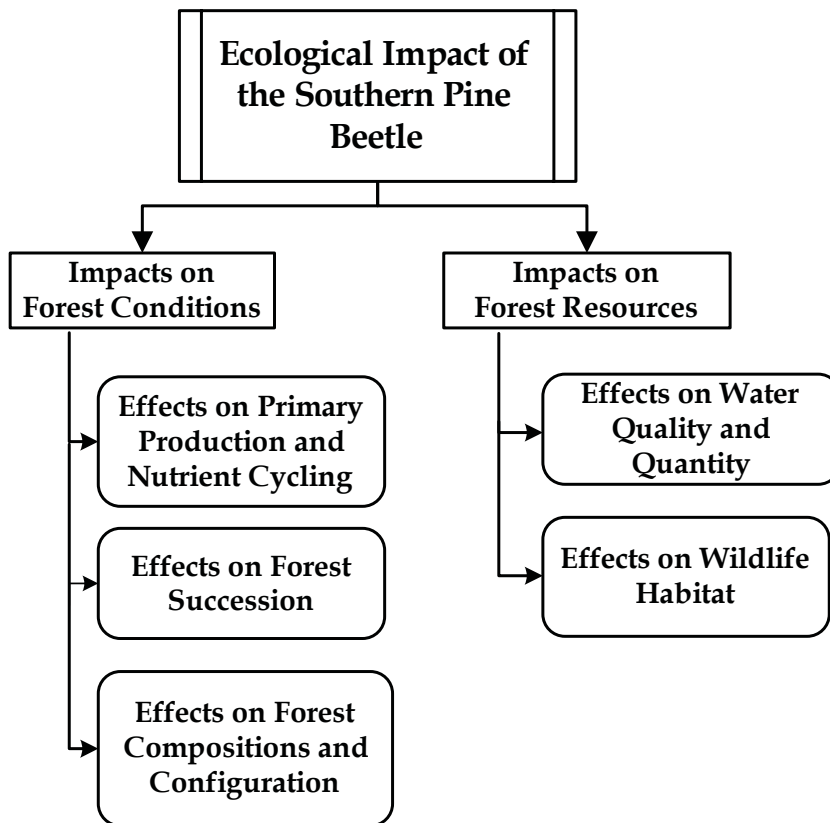 Ecological Impact of
the Southern Pine
Beetle
Impacts on
Forest Conditions
Effects on Primary
Production and
Nutrient Cycling
Effects on Forest
Succession
Effects on Forest
Compositions and
Configuration
Impacts on
Forest Resources
Effects on Water
Quality and
Quantity
Effects on Wildlife
Habitat